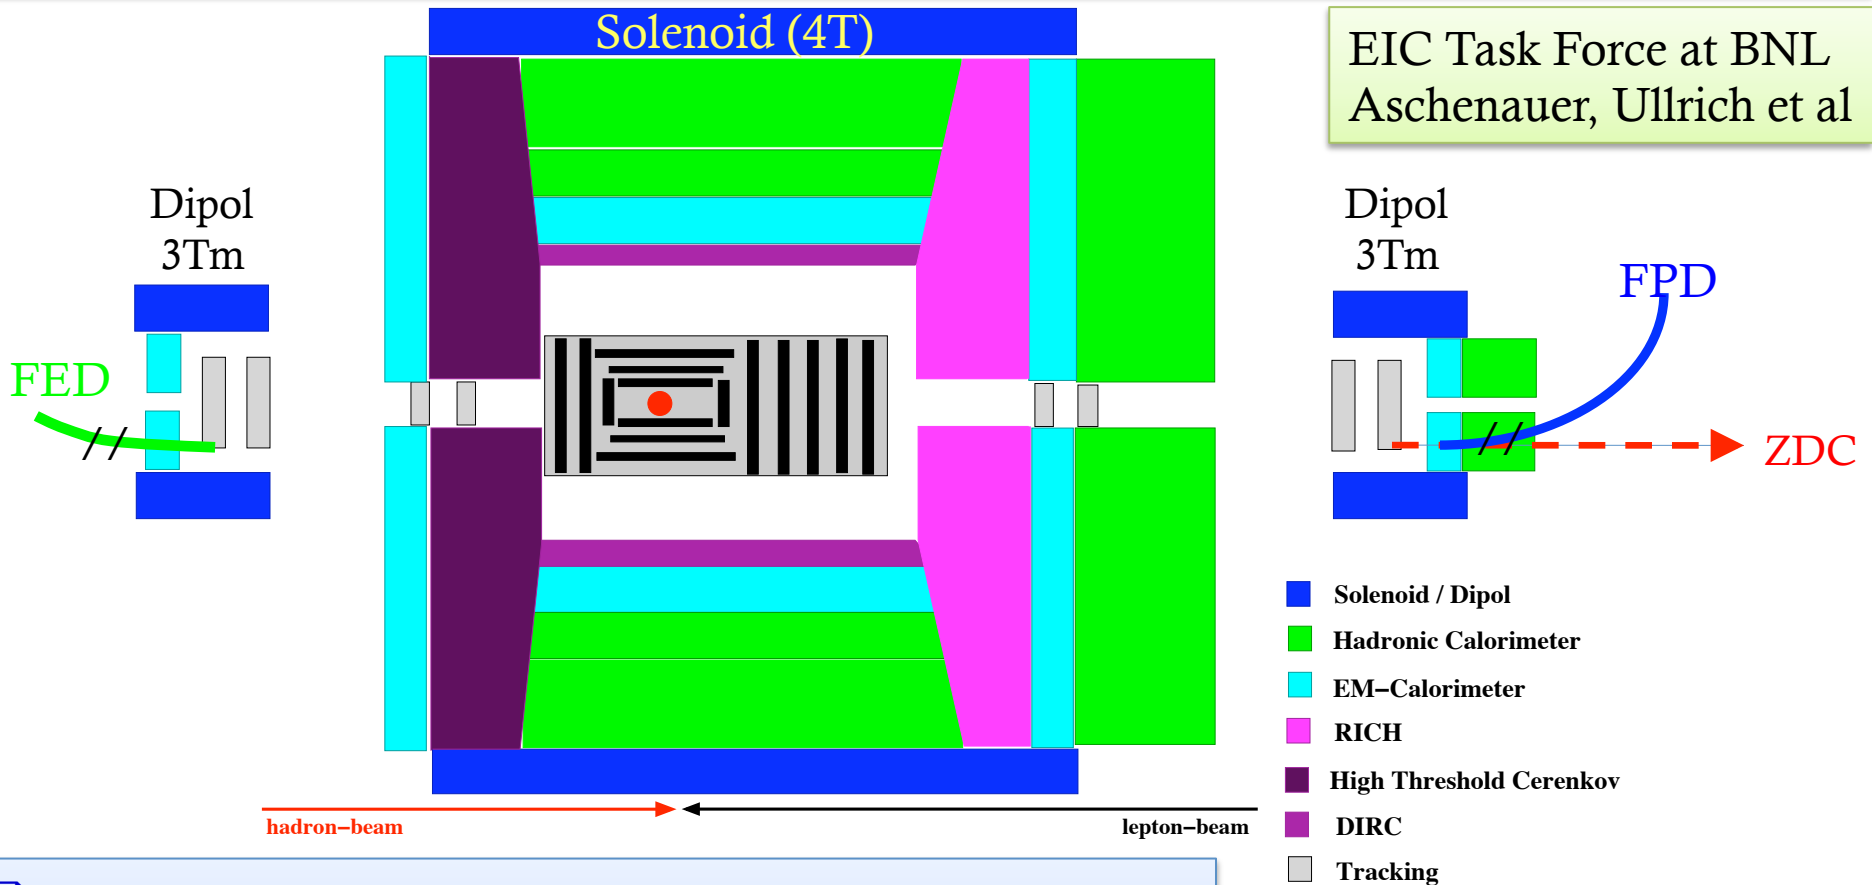 Solenoid (4T)
EIC Task Force at BNL
Aschenauer, Ullrich et al
Dipol
3Tm
Dipol
3Tm
FPD
FED
ZDC
Solenoid / Dipol
Hadronic Calorimeter
EM–Calorimeter
RICH
High Threshold Cerenkov
DIRC
Tracking
hadron–beam
lepton–beam